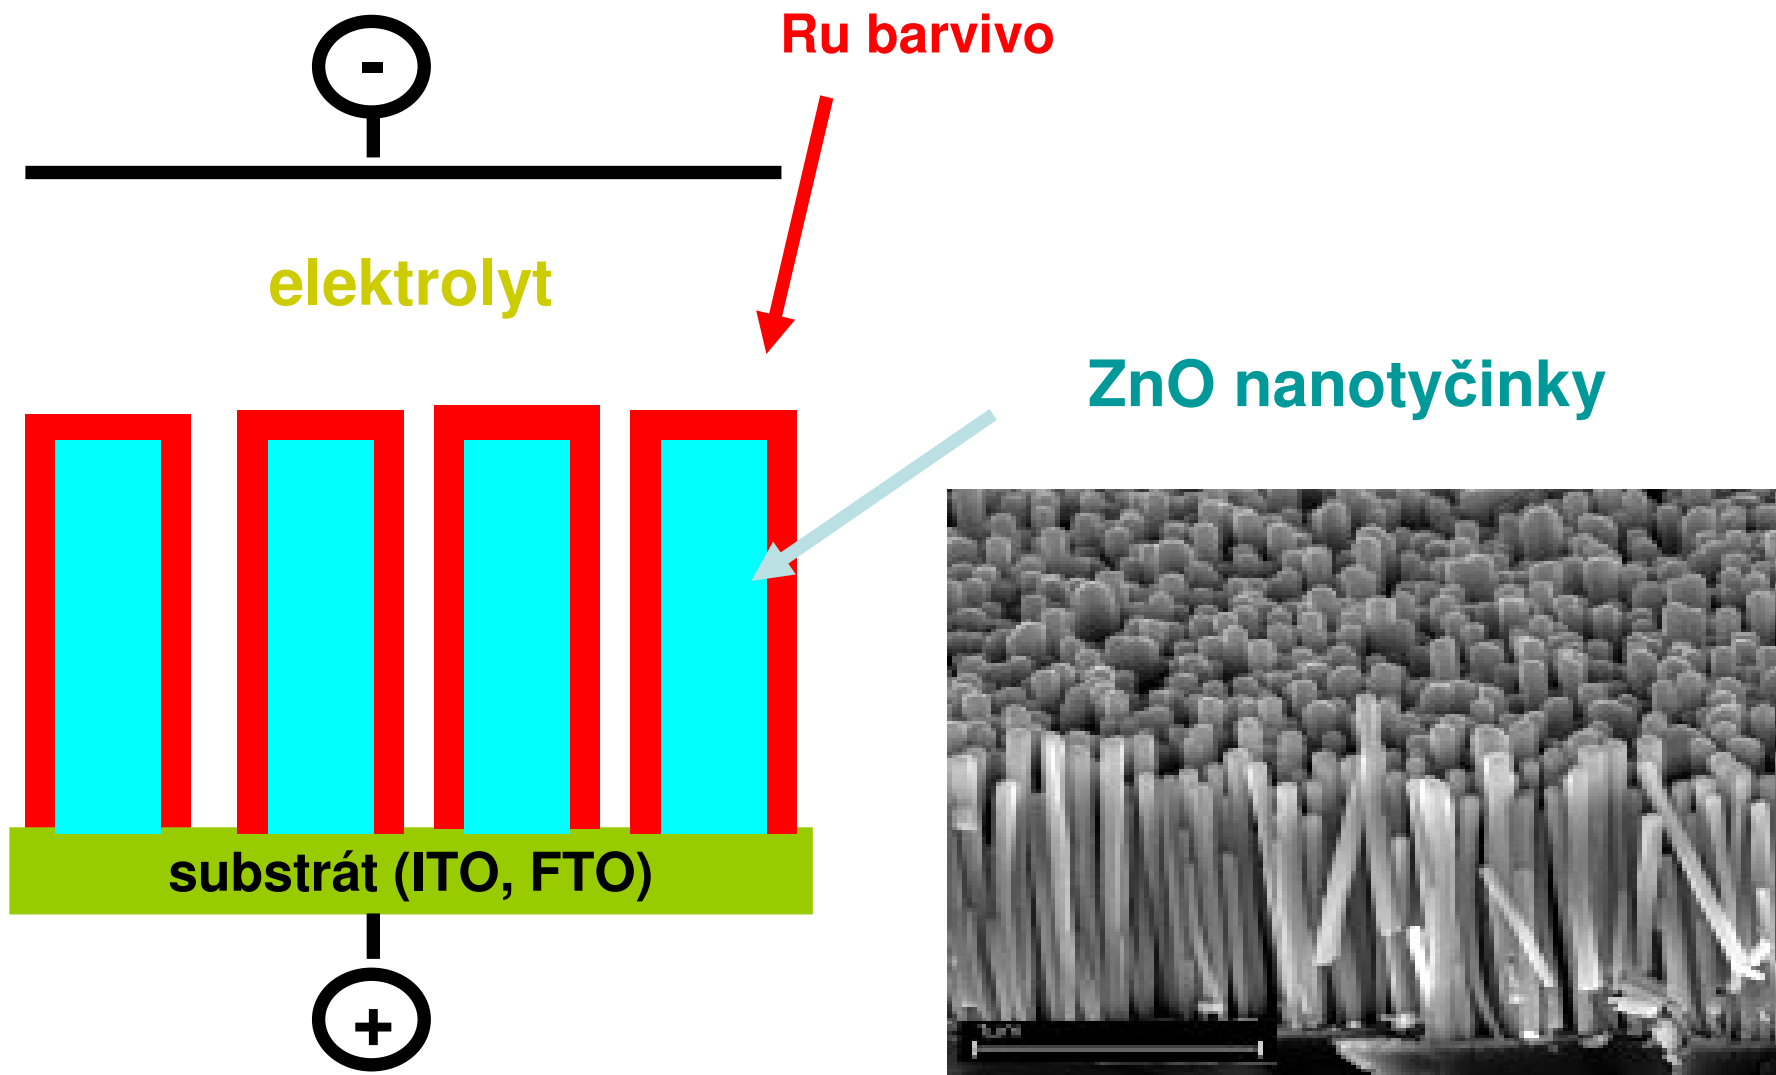 Ru barvivo
-
elektrolyt
ZnO nanotyčinky
substrát (ITO, FTO)
+